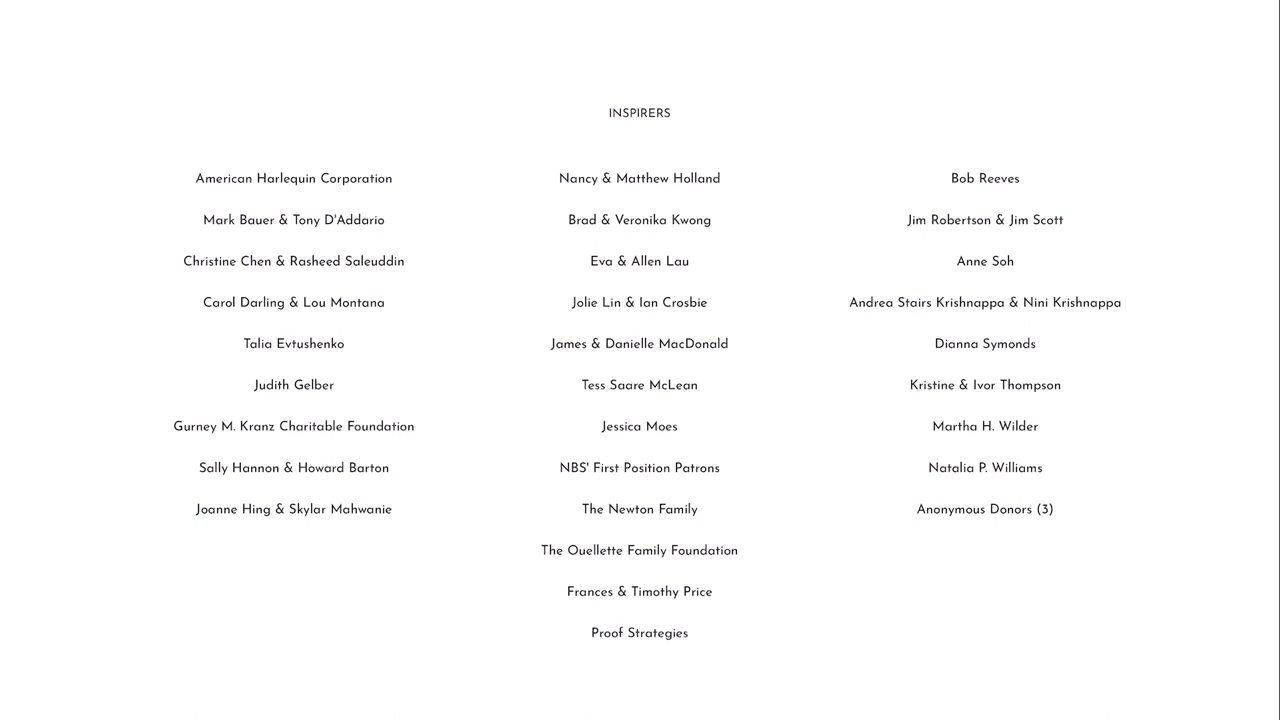 INSPIRERS
American Harlequin Corporation
Mark Bauer & Tony D'Addario
Christine Chen & Rasheed Saleuddin
Carol Darling & Lou Montana
Talia Evtushenko
Judith Gelber
Gurney M. Kranz Charitable Foundation
Sally Hannon & Howard Barton
Joanne Hing & Skylar Mahwanie
Nancy & Matthew Holland
Brad & Veronika Kwong
Eva & Allen Lau
Jolie Lin & Ian Crosbie
James & Danielle MacDonald
Tess Saare McLean
Jessica Moes
NBS' First Position Patrons
The Newton Family
The Ouellette Family Foundation
Frances & Timothy Price
Proof Strategies
Bob Reeves
Jim Robertson & Jim Scott
Anne Soh
Andrea Stairs Krishnappa & Nini Krishnappa
Dianna Symonds
Kristine & Ivor Thompson
Martha H. Wilder
Natalia P. Williams
Anonymous Donors (3)